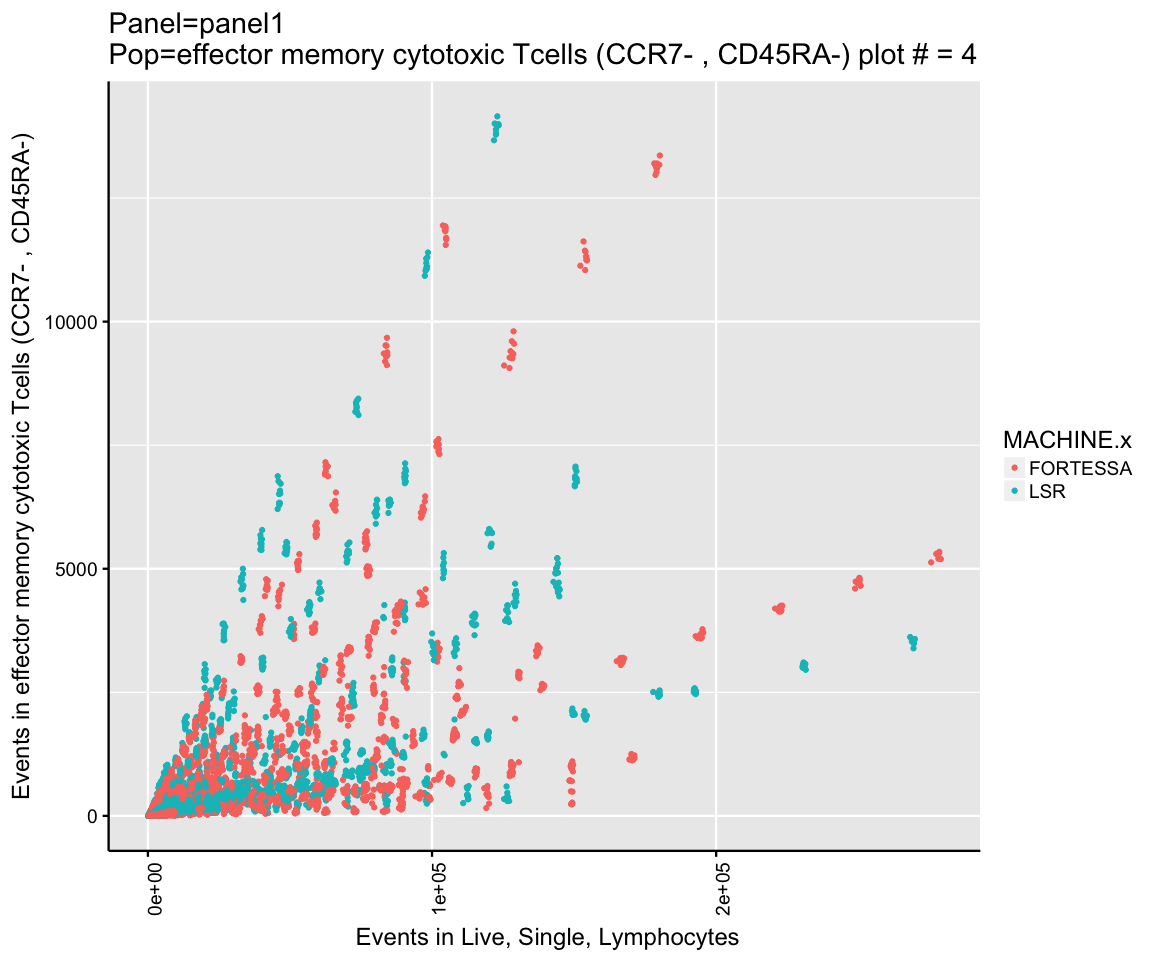 Panel=panel1
Pop=effector memory cytotoxic Tcells (CCR7- , CD45RA-) plot # = 4
Events in effector memory cytotoxic Tcells (CCR7- , CD45RA-)
10000
5000
0
0e+00
1e+05
2e+05
Events in Live, Single, Lymphocytes
MACHINE.x
FORTESSA
LSR